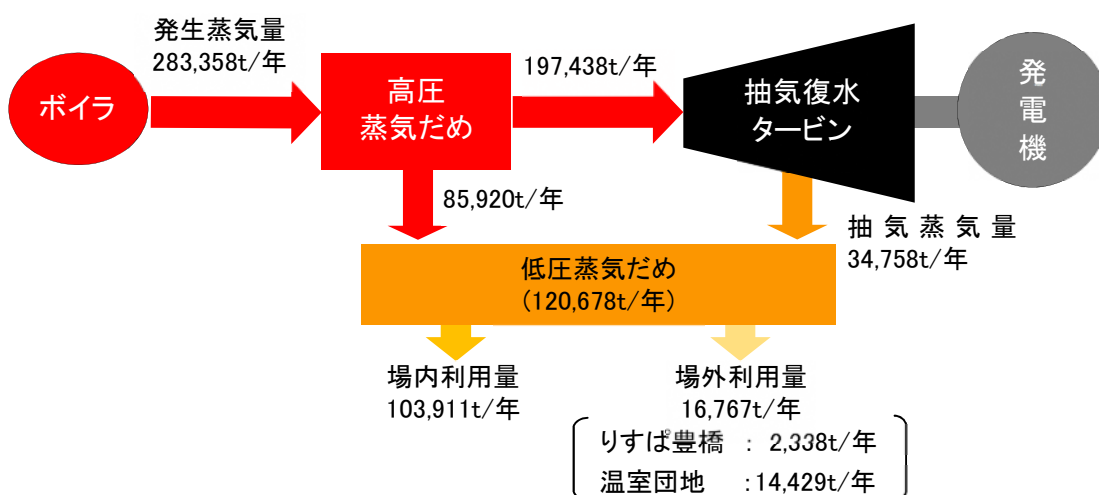 発生蒸気量
283,358t/年
ボイラ
高圧
蒸気だめ
197,438t/年
抽気復水
タービン
発
電
機
85,920t/年
抽気蒸気量
34,758t/年
低圧蒸気だめ
(120,678t/年)
場内利用量
103,911t/年
場外利用量
16,767t/年
りすぱ豊橋 : 2,338t/年
温室団地 :14,429t/年